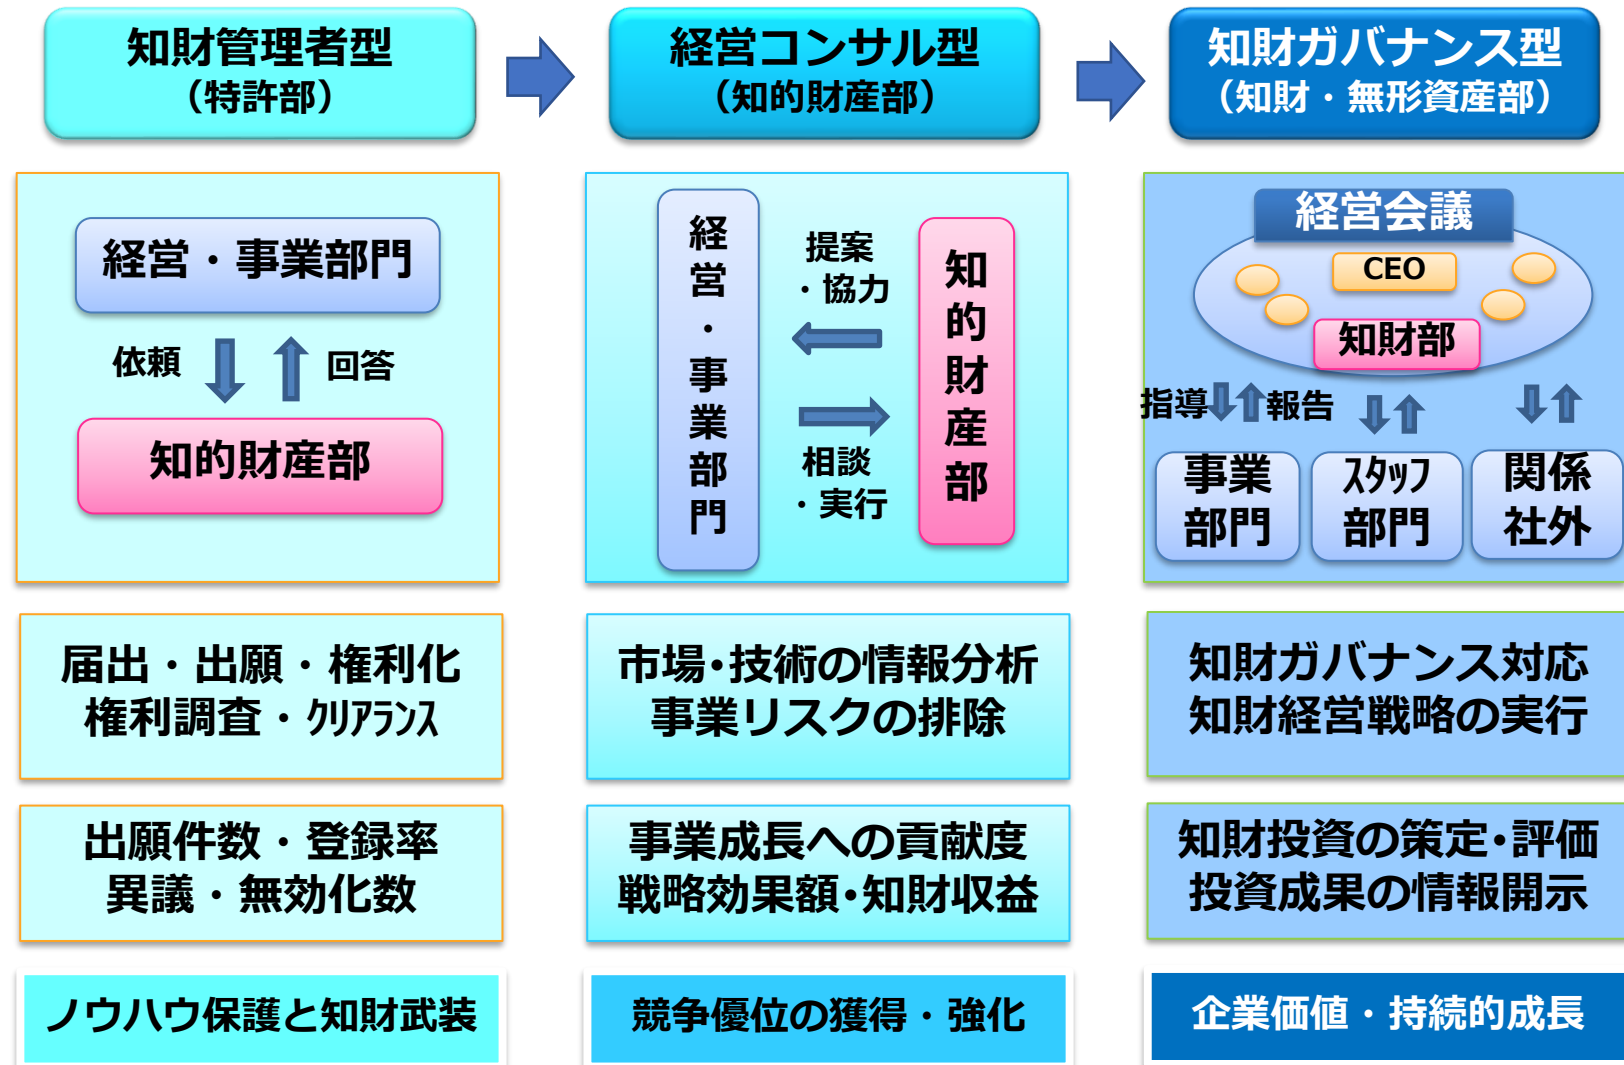 知財管理者型
（特許部）
経営コンサル型
（知的財産部）
知財ガバナンス型
（知財・無形資産部）
経営・事業部門
依頼
回答
知的財産部
経営・事業部門
提案
・協力
相談
・実行
知的財産部
経営会議
CEO
知財部
指導
報告
事業
部門
ｽﾀｯﾌ
部門
関係
社外
届出・出願・権利化
権利調査・ｸﾘｱﾗﾝｽ
市場･技術の情報分析
事業リスクの排除
知財ガバナンス対応
知財経営戦略の実行
出願件数・登録率
異議・無効化数
事業成長への貢献度
戦略効果額･知財収益
知財投資の策定･評価
投資成果の情報開示
ノウハウ保護と知財武装
競争優位の獲得・強化
企業価値・持続的成長